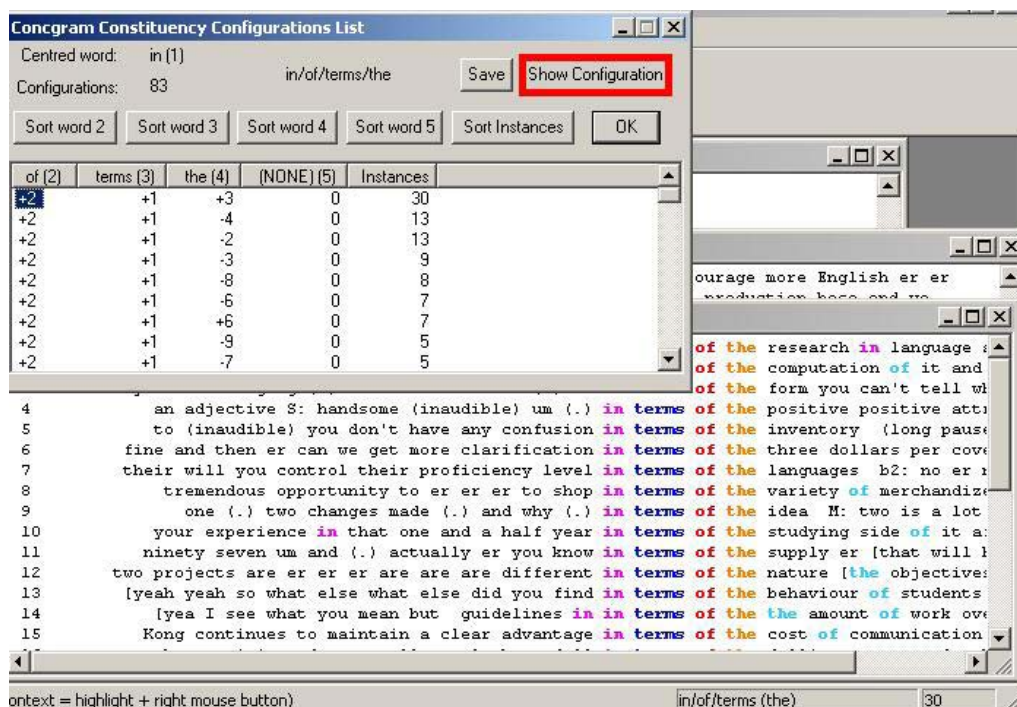 Concgram Constituency Configurations List
Centred word: in (1)
in/of/terms/the
Save
Show Configuration
Configurations: 83
Sort word 2 Sort word 3 Sort word 4 Sort word 5 Sort Instances OK
of (2) terms (3) the (4) (NONE) (5) Instances
+2 +1 +3 0 30
+2 +1 -4 0 13
+2 +1 -2 0 13
+2 +1 -3 0 9
+2 +1 -8 0 8
+2 +1 -6 0 7
+2 +1 +6 0 7
+2 +1 -9 0 5
+2 +1 -7 0 5
ourage more English er er
production base and we
of the research in language
of the computation of it and
of the form you can't tell
4 an adjective S: handsome (inaudible) um (.) in terms of the positive positive
5 to (inaudible) you don't have any confusion in terms of the inventory (long pause
6 fine and then er can we get more clarification in terms of the three dollars per
7 their will you control their proficiency level in terms of the languages b2: no er
8 tremendous opportunity to er er er to shop in terms of the variety of merchandize
9 one (.) two changes made (.) and why (.) in terms of the idea M: two is a lot
10 your experience in that one and a half year in terms of the studying side of it
11 ninety seven um and (.) actually er you know in terms of the supply er [that will
12 two projects are er er er are are are different in terms of the nature [the objectives
13 [yeah yeah so what else what else did you find in terms of the behaviour of students
14 [yea I see what you mean but guidelines in in terms of the the amount of work
15 Kong continues to maintain a clear advantage in terms of the cost of communication
ontext = highlight + right mouse button)
in/of/terms (the)
30